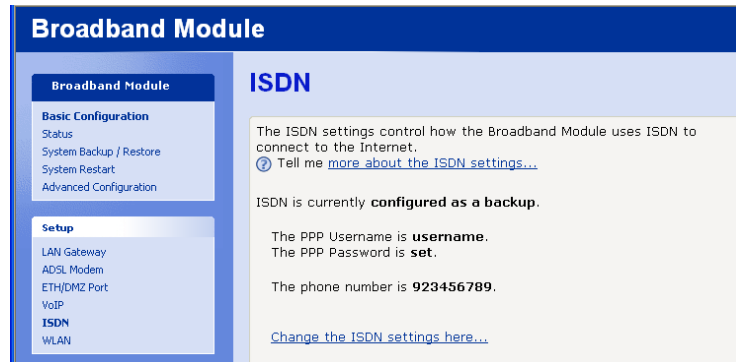 Broadband Module
Broadband Module
Basic Configuration
Status
System Backup / Restore
System Restart
Advanced Configuration
Setup
LAN Gateway
ADSL Modem
ETH/DMZ Port
VoIP
ISDN
WLAN
ISDN
The ISDN settings control how the Broadband Module uses ISDN to
connect to the Internet.
? Tell me more about the ISDN settings...
ISDN is currently configured as a backup.
The PPP Username is username.
The PPP Password is set.
The phone number is 923456789.
Change the ISDN settings here...